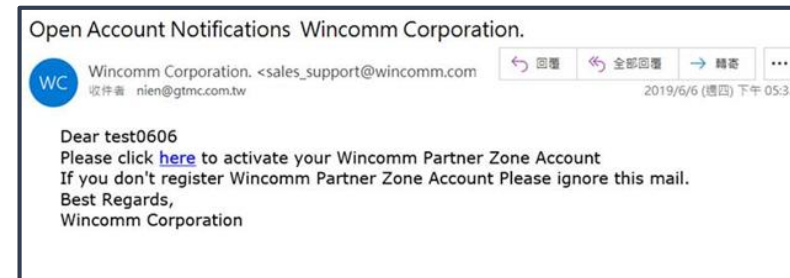 Open Account Notifications Wincomm Corporation.
WC
Wincomm Corporation. <sales_support@wincomm.com
回覆
全部回覆
轉寄
...
收件者 nien@gtmc.com.tw
2019/6/6 (週四) 下午 05:3
Dear test0606
Please click here to activate your Wincomm Partner Zone Account
If you don't register Wincomm Partner Zone Account Please ignore this mail.
Best Regards,
Wincomm Corporation